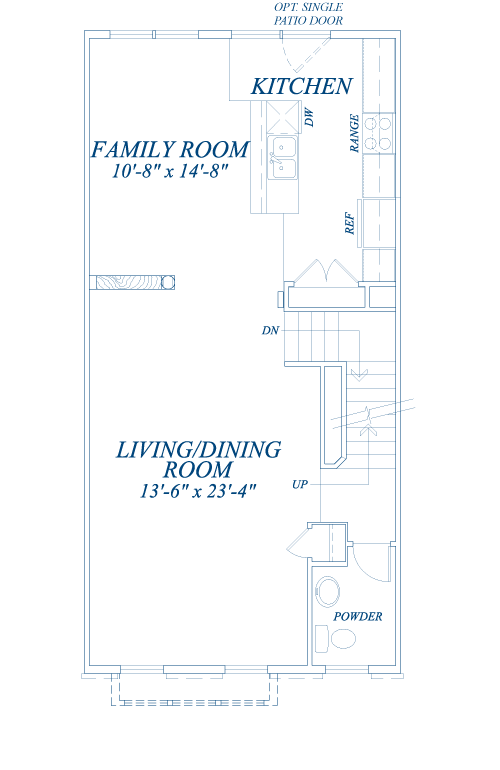 OPT. SINGLE
PATIO DOOR
KITCHEN
DW
RANGE
FAMILY ROOM
10'-8" x 14'-8"
REF
DN
LIVING/DINING
ROOM
13'-6" x 23'-4"
UP
POWDER